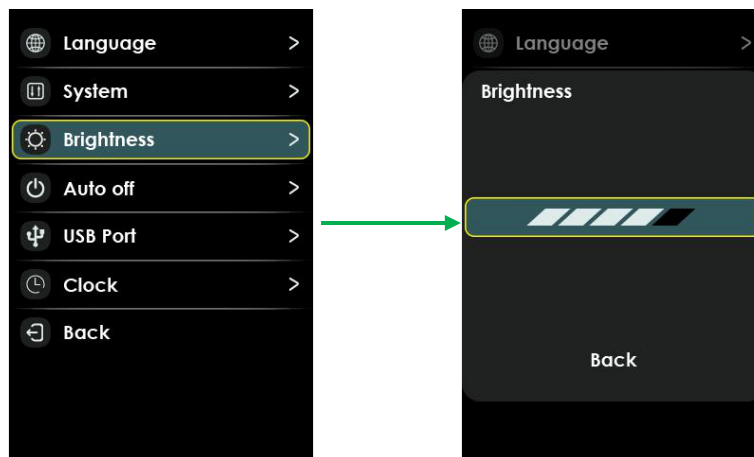 Language >
System >
Brightness >
Auto off >
USB Port >
Clock >
Back
Language >
Brightness
Back